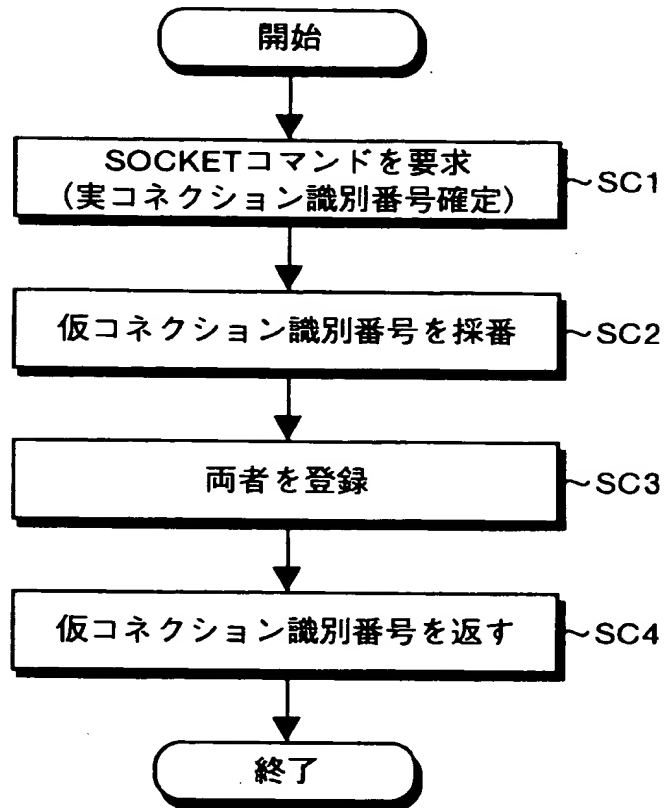 開始
SOCKETコマンドを要求
(実コネクション識別番号確定)
~SC1
仮コネクション識別番号を採番
~SC2
両者を登録
~SC3
仮コネクション識別番号を返す
~SC4
終了